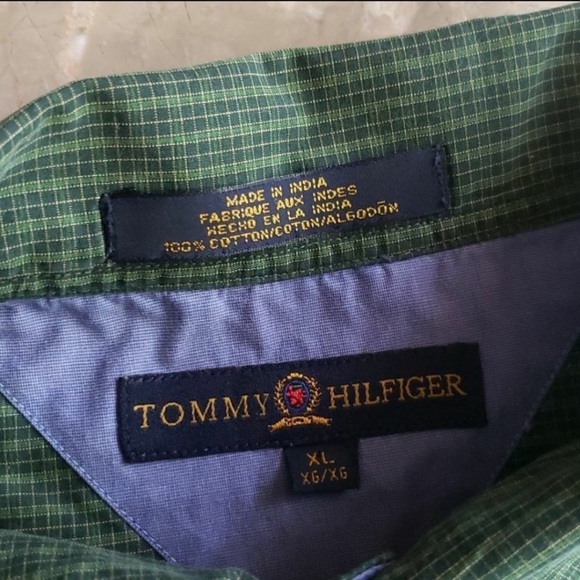 MADE IN INDIA
FABRIQUE AUX INDES
HECHO EN LA INDIA
100% COTTON/COTON/ALGODÓN
TOMMY HILFIGER
XL
XG/XG